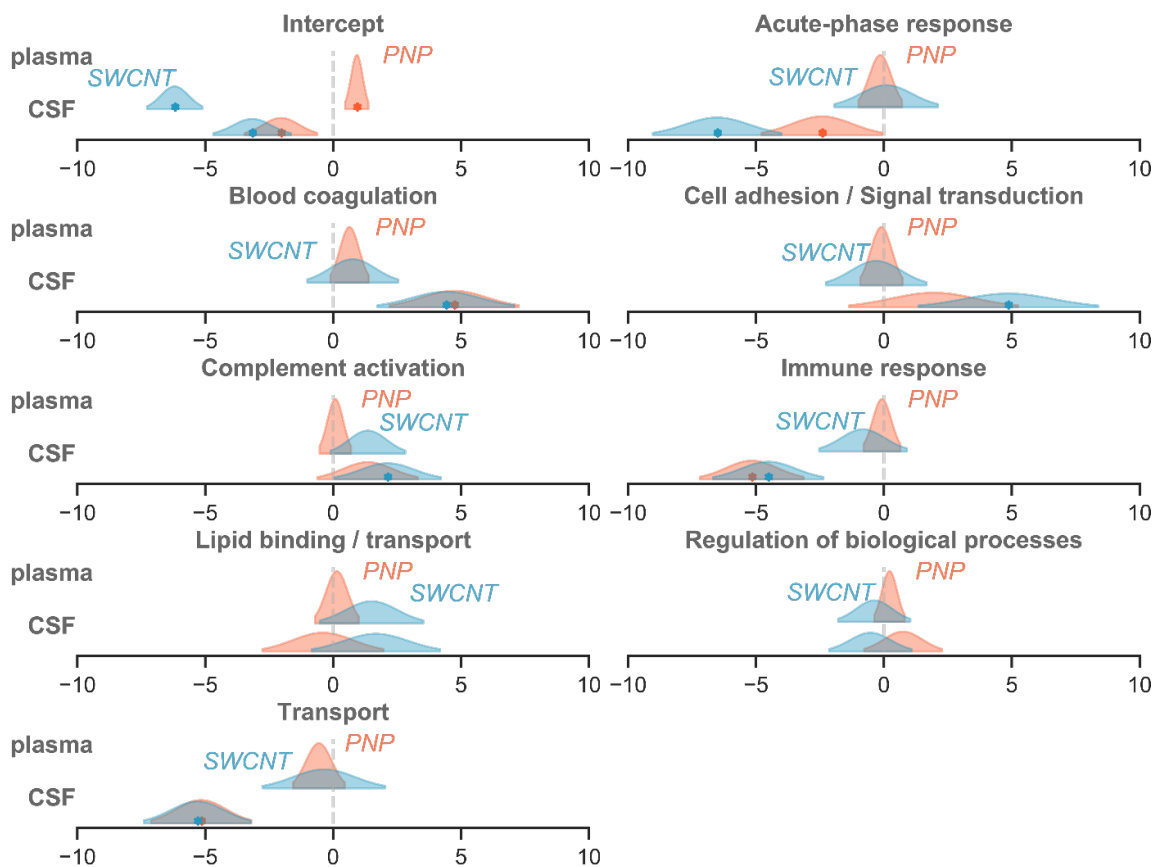 Intercept
plasma
SWCNT
PNP
CSF
−10 −5 0 5 10
Acute-phase response
PNP
SWCNT
−10 −5 0 5 10
Blood coagulation
plasma
PNP
SWCNT
CSF
−10 −5 0 5 10
Cell adhesion / Signal transduction
PNP
SWCNT
−10 −5 0 5 10
Complement activation
plasma
PNP
SWCNT
CSF
−10 −5 0 5 10
Immune response
PNP
SWCNT
−10 −5 0 5 10
Lipid binding / transport
plasma
PNP
SWCNT
CSF
−10 −5 0 5 10
Regulation of biological processes
PNP
SWCNT
−10 −5 0 5 10
Transport
plasma
PNP
SWCNT
CSF
−10 −5 0 5 10